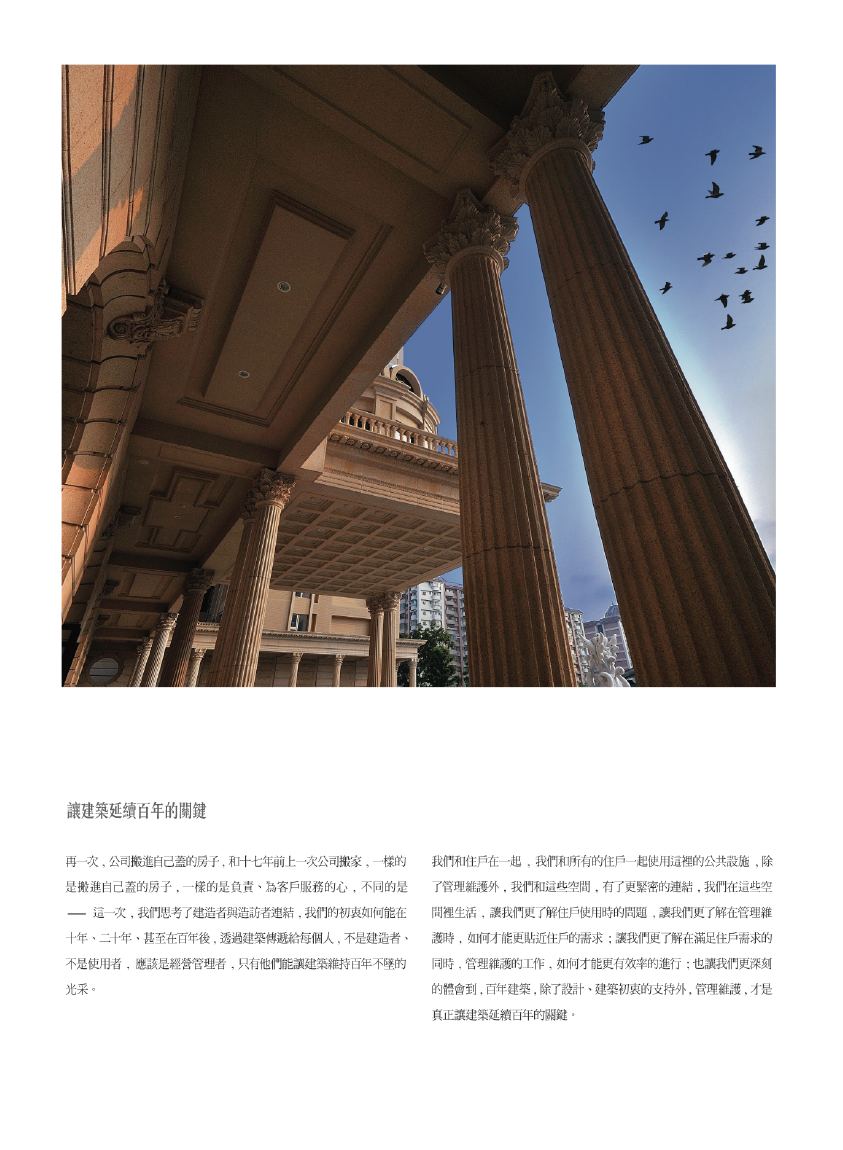 讓建築延續百年的關鍵
再一次，公司搬進自己蓋的房子，和十七年前上一次公司搬家，一樣的
是搬進自己蓋的房子，一樣的是負責、為客戶服務的心，不同的是
── 這一次，我們思考了建造者與造訪者連結，我們的初衷如何能在
十年、二十年、甚至在百年後，透過建築傳遞給每個人，不是建造者、
不是使用者，應該是經營管理者，只有他們能讓建築維持百年不墜的
光采。
我們和住戶在一起，我們和所有的住戶一起使用這裡的公共設施，除
了管理維護外，我們和這些空間，有了更緊密的連結，我們在這些空
間裡生活，讓我們更了解住戶使用時的問題，讓我們更了解在管理維
護時，如何才能更貼近住戶的需求；讓我們更了解在滿足住戶需求的
同時，管理維護的工作，如何才能更有效率的進行；也讓我們更深刻
的體會到，百年建築，除了設計、建築初衷的支持外，管理維護，才是
真正讓建築延續百年的關鍵。